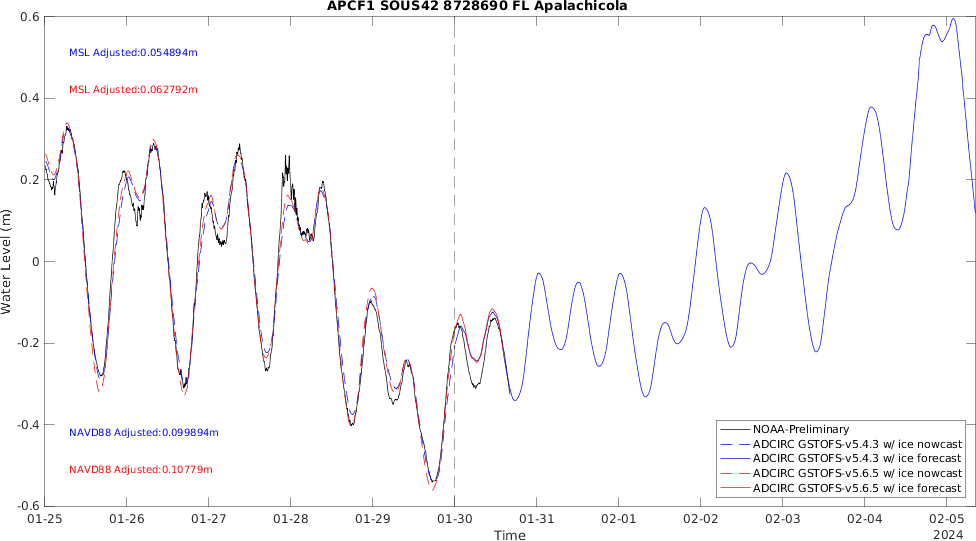 APCF1 SOUS42 8728690 FL Apalachicola
0.6
MSL Adjusted:0.054894m
MSL Adjusted:0.062792m
0.4
0.2
0
-0.2
-0.4
-0.6
Water Level (m)
NAVD88 Adjusted:0.099894m
NAVD88 Adjusted:0.10779m
NOAA-Preliminary
ADCIRC GSTOFS-v5.4.3 w/ ice nowcast
ADCIRC GSTOFS-v5.4.3 w/ ice forecast
ADCIRC GSTOFS-v5.6.5 w/ ice nowcast
ADCIRC GSTOFS-v5.6.5 w/ ice forecast
01-25 01-26 01-27 01-28 01-29 01-30 01-31 02-01 02-02 02-03 02-04 02-05
Time
2024